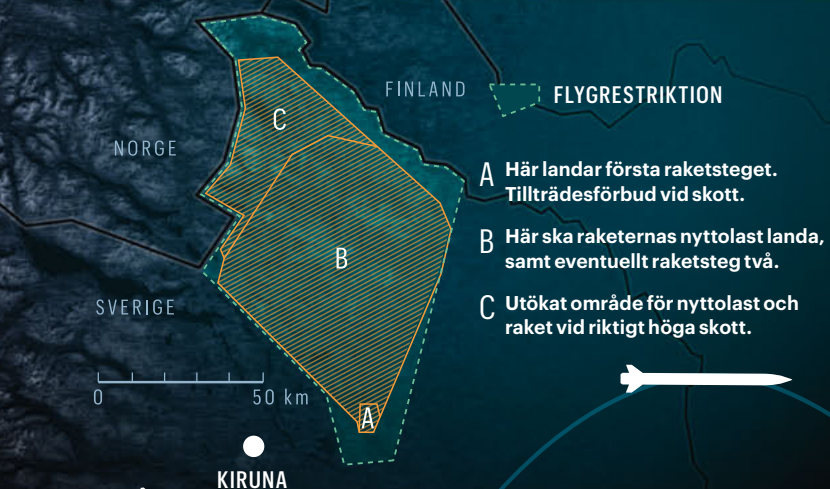 FINLAND
FLYGRESTRIKTION
C
NORGE
A Här landar första raketsteget.
Tillträdesförbud vid skott.
B
B Här ska raketernas nyttolast landa,
samt eventuellt raketsteg två.
SVERIGE
C Utökat område för nyttolast och
raket vid riktigt höga skott.
0 50 km
A
KIRUNA